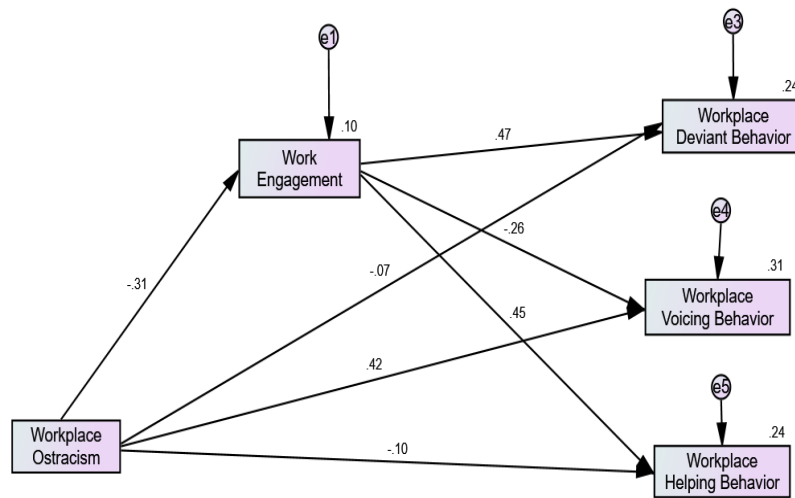 e1
e3
.10
.24
Work
Engagement
.47
Workplace
Deviant Behavior
e4
-.26
-.31
-.07
.31
Workplace
Voicing Behavior
.45
.42
e5
Workplace
Ostracism
-.10
.24
Workplace
Helping Behavior